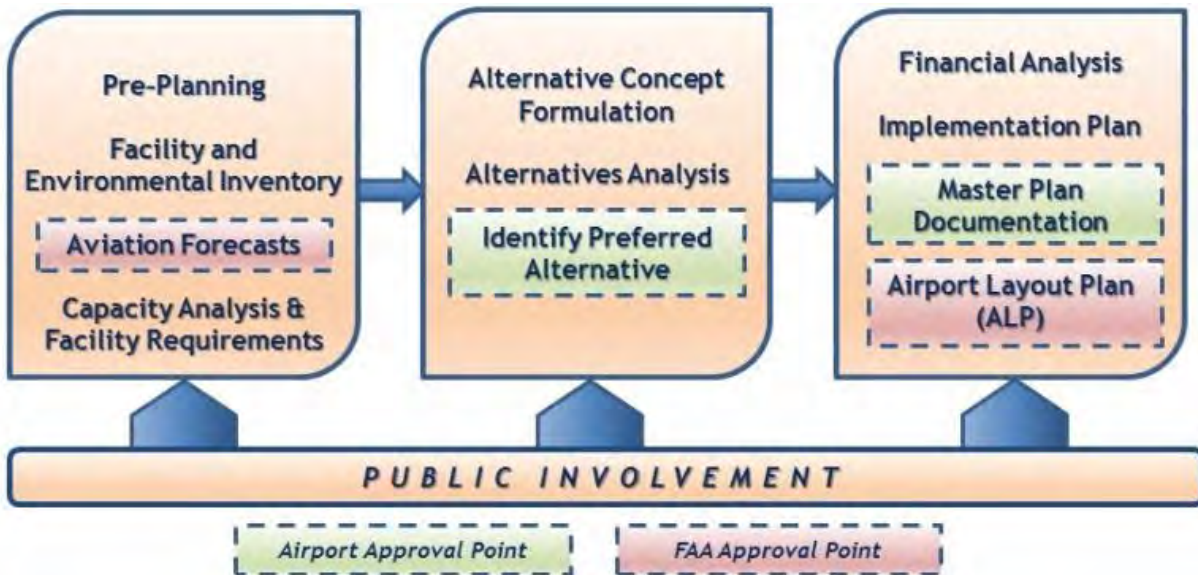 Pre-Planning
Facility and
Environmental Inventory
Aviation Forecasts
Capacity Analysis &
Facility Requirements
Alternative Concept
Formulation
Alternatives Analysis
Identify Preferred
Alternative
Financial Analysis
Implementation Plan
Master Plan
Documentation
Airport Layout Plan
(ALP)
PUBLIC INVOLVEMENT
Airport Approval Point
FAA Approval Point